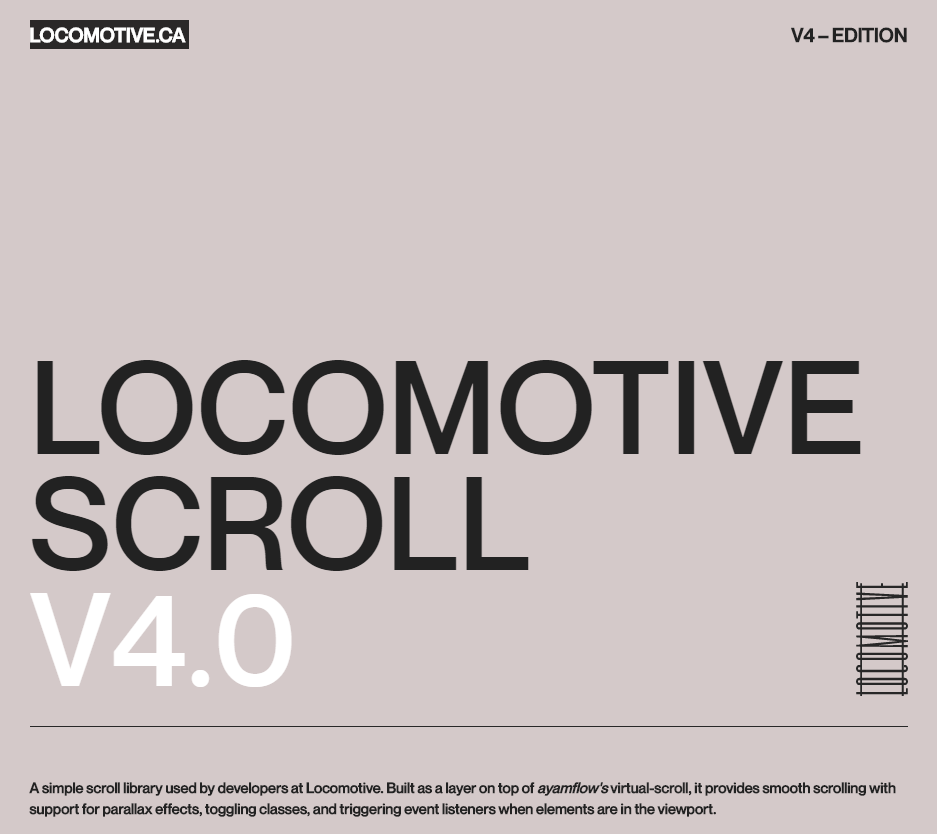 LOCOMOTIVE.CA
V4 – EDITION
LOCOMOTIVE
SCROLL
V4.0
LOCOMOTIVE
A simple scroll library used by developers at Locomotive. Built as a layer on top of ayamflow's virtual-scroll, it provides smooth scrolling with
support for parallax effects, toggling classes, and triggering event listeners when elements are in the viewport.